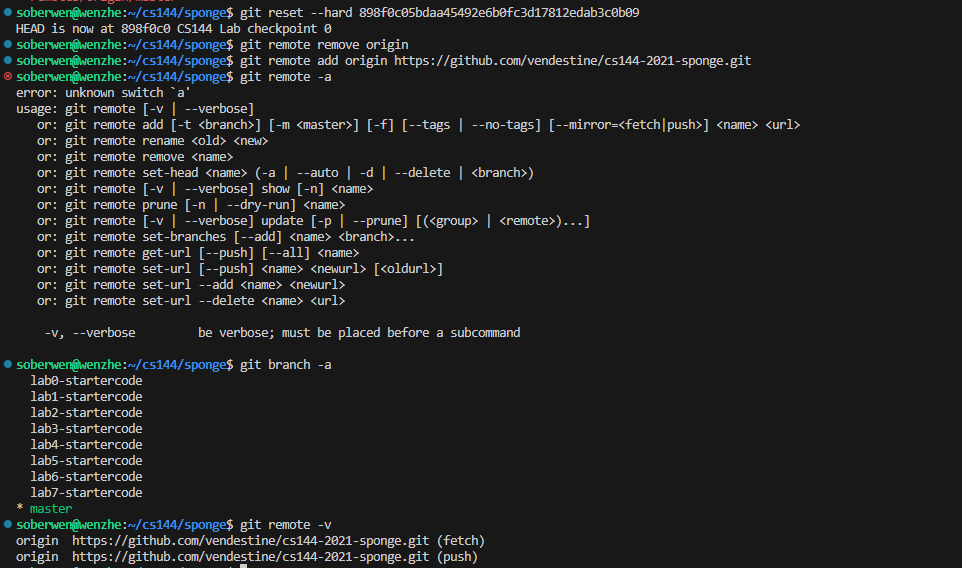 soberwen@wenzhe:~/cs144/sponge$ git reset --hard 898f0c05bdaa45492e6b0fc3d17812edab3c0b09
HEAD is now at 898f0c0 CS144 Lab checkpoint 0
soberwen@wenzhe:~/cs144/sponge$ git remote remove origin
soberwen@wenzhe:~/cs144/sponge$ git remote add origin https://github.com/vendestine/cs144-2021-sponge.git
soberwen@wenzhe:~/cs144/sponge$ git remote -a
error: unknown switch `a'
usage: git remote [-v | --verbose]
   or: git remote add [-t <branch>] [-m <master>] [-f] [--tags | --no-tags] [--mirror=<fetch|push>] <name> <url>
   or: git remote rename <old> <new>
   or: git remote remove <name>
   or: git remote set-head <name> (-a | --auto | -d | --delete | <branch>)
   or: git remote [-v | --verbose] show [-n] <name>
   or: git remote prune [-n | --dry-run] <name>
   or: git remote [-v | --verbose] update [-p | --prune] [(<group> | <remote>)...]
   or: git remote set-branches [--add] <name> <branch>...
   or: git remote get-url [--push] [--all] <name>
   or: git remote set-url [--push] <name> <newurl> [<oldurl>]
   or: git remote set-url --add <name> <newurl>
   or: git remote set-url --delete <name> <url>
    -v, --verbose         be verbose; must be placed before a subcommand
soberwen@wenzhe:~/cs144/sponge$ git branch -a
  lab0-startercode
  lab1-startercode
  lab2-startercode
  lab3-startercode
  lab4-startercode
  lab5-startercode
  lab6-startercode
  lab7-startercode
* master
soberwen@wenzhe:~/cs144/sponge$ git remote -v
origin  https://github.com/vendestine/cs144-2021-sponge.git (fetch)
origin  https://github.com/vendestine/cs144-2021-sponge.git (push)